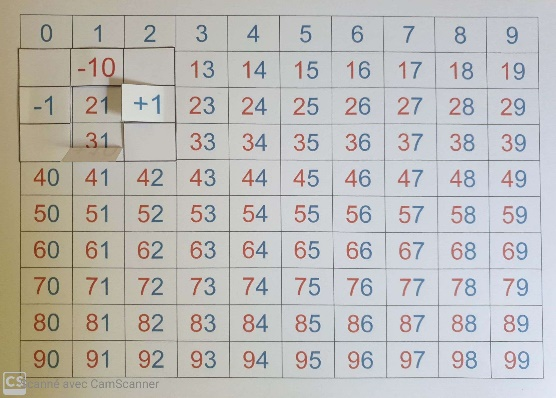 0 1 2 3 4 5 6 7 8 9
-10 13 14 15 16 17 18 19
-1 21 +1 23 24 25 26 27 28 29
31 33 34 35 36 37 38 39
40 41 42 43 44 45 46 47 48 49
50 51 52 53 54 55 56 57 58 59
60 61 62 63 64 65 66 67 68 69
70 71 72 73 74 75 76 77 78 79
80 81 82 83 84 85 86 87 88 89
90 91 92 93 94 95 96 97 98 99
CS Scanné avec CamScanner